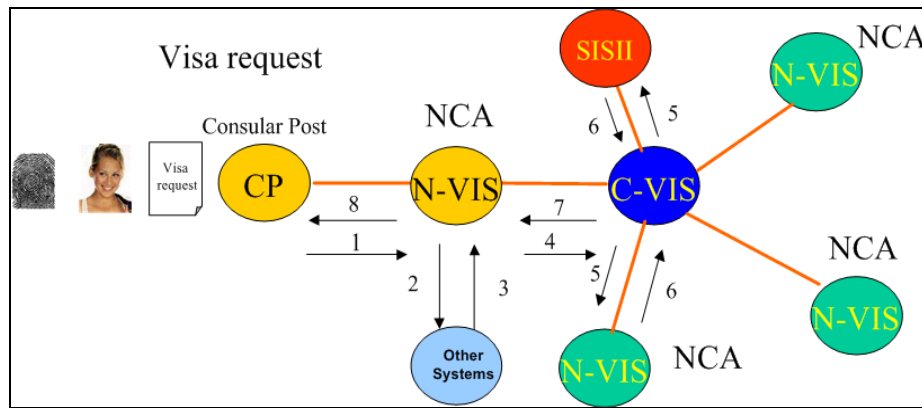 Visa request
Consular Post
Visa
request
CP
NCA
N-VIS
8
1
2
3
Other
Systems
7
4
SISII
6
5
C-VIS
5
6
N-VIS
NCA
NCA
N-VIS
NCA
N-VIS